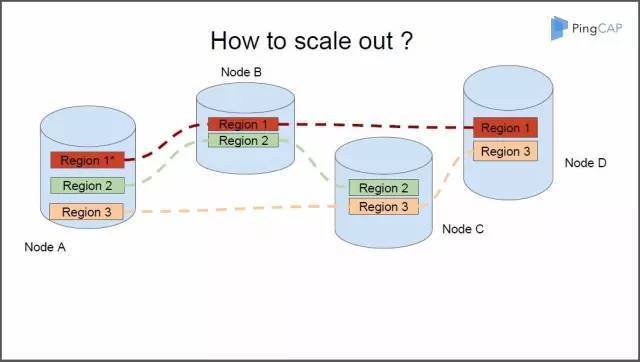 How to scale out ?
PingCAP
Node B
Region 1
Region 2
Region 1
Region 3
Node D
Region 1*
Region 2
Region 3
Node A
Region 2
Region 3
Node C